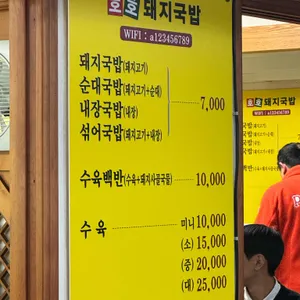 호호돼지국밥
WIFI : a123456789
돼지국밥(돼지고기)
순대국밥(돼지고기+순대)
내장국밥(내장)
섞어국밥(돼지고기+내장)
7,000
수육백반(수육+돼지사골국물) 10,000
수육 미니 10,000
(소) 15,000
(중) 20,000
(대) 25,000
돼지국밥